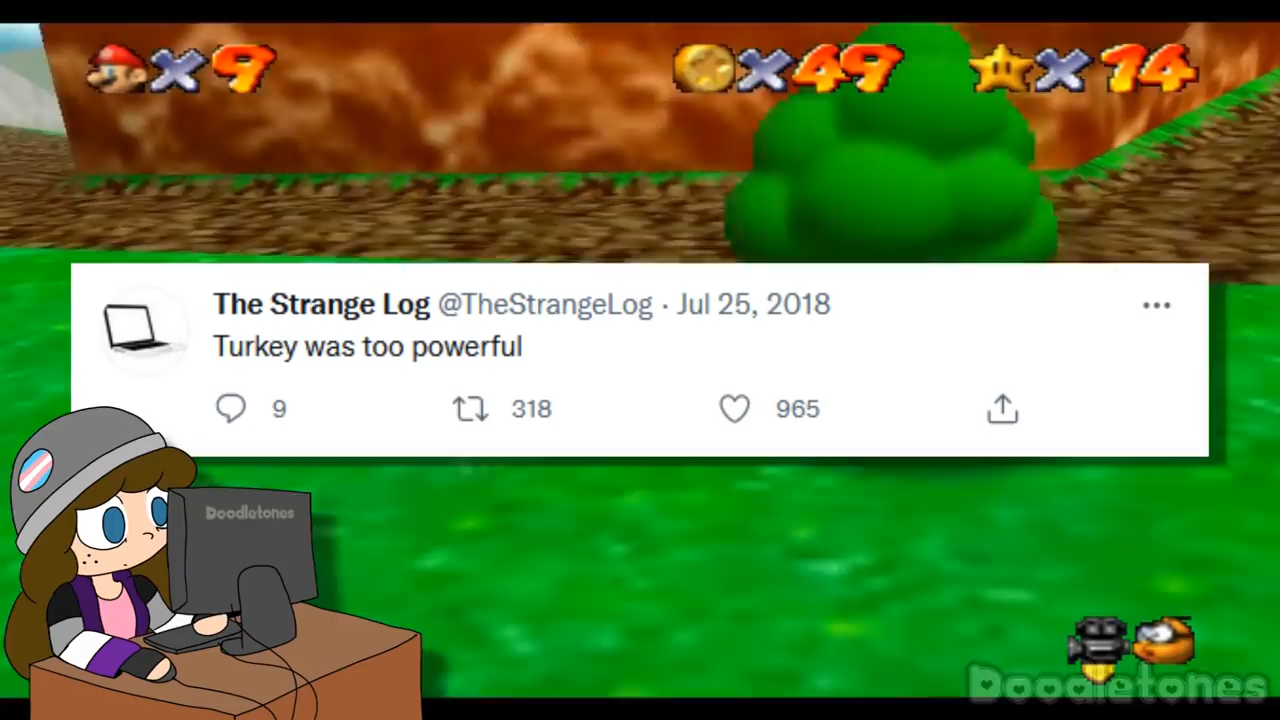 ×9 ×49 ×14
The Strange Log @TheStrangeLog · Jul 25, 2018
Turkey was too powerful
9 318 965
Doodletones
Doodletones